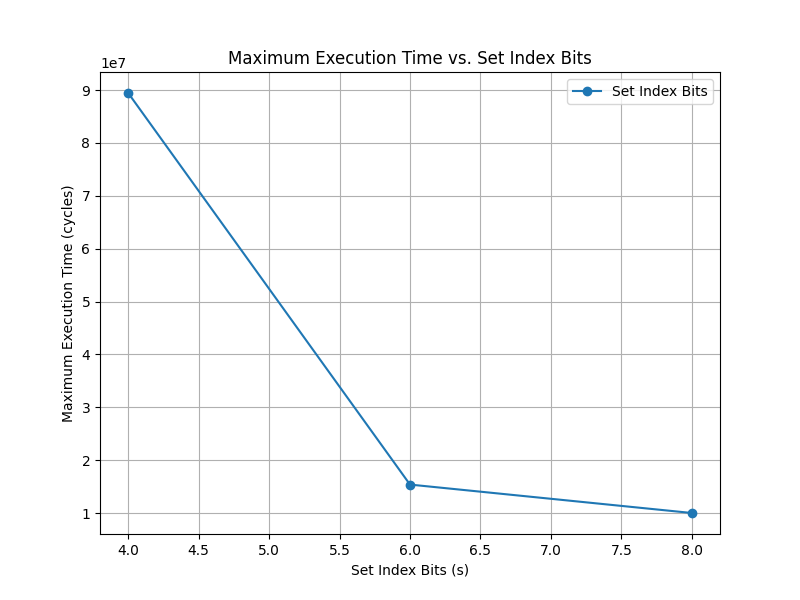 Maximum Execution Time vs. Set Index Bits
1e7
Set Index Bits
9
8
7
6
5
4
3
2
1
Maximum Execution Time (cycles)
4.0 4.5 5.0 5.5 6.0 6.5 7.0 7.5 8.0
Set Index Bits (s)